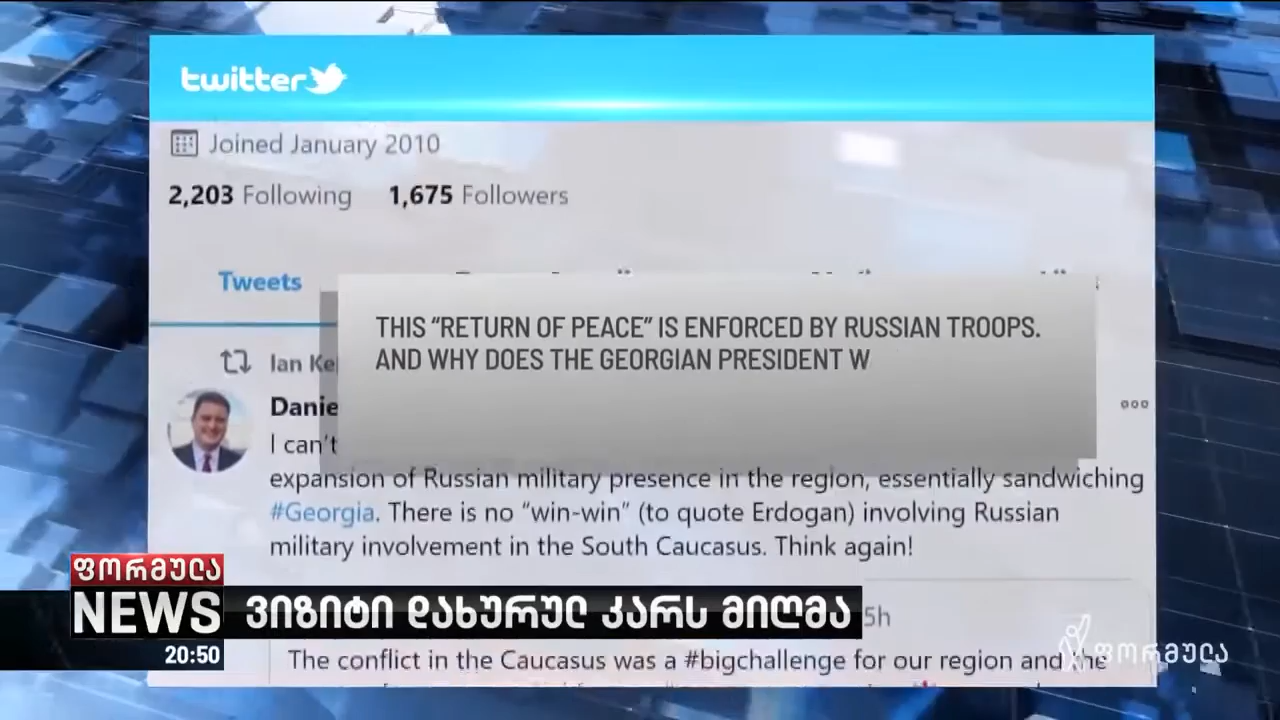 twitter
Joined January 2010
2,203 Following 1,675 Followers
Tweets
THIS “RETURN OF PEACE” IS ENFORCED BY RUSSIAN TROOPS.
AND WHY DOES THE GEORGIAN PRESIDENT W
Ian Ke
Danie
I can’t
expansion of Russian military presence in the region, essentially sandwiching
#Georgia. There is no “win-win” (to quote Erdogan) involving Russian
military involvement in the South Caucasus. Think again!
ფორმულა
NEWS
ვიზიტი დახურულ კარს მიღმა
5h
20:50
The conflict in the Caucasus was a #bigchallenge for our region and the
ფორმულა